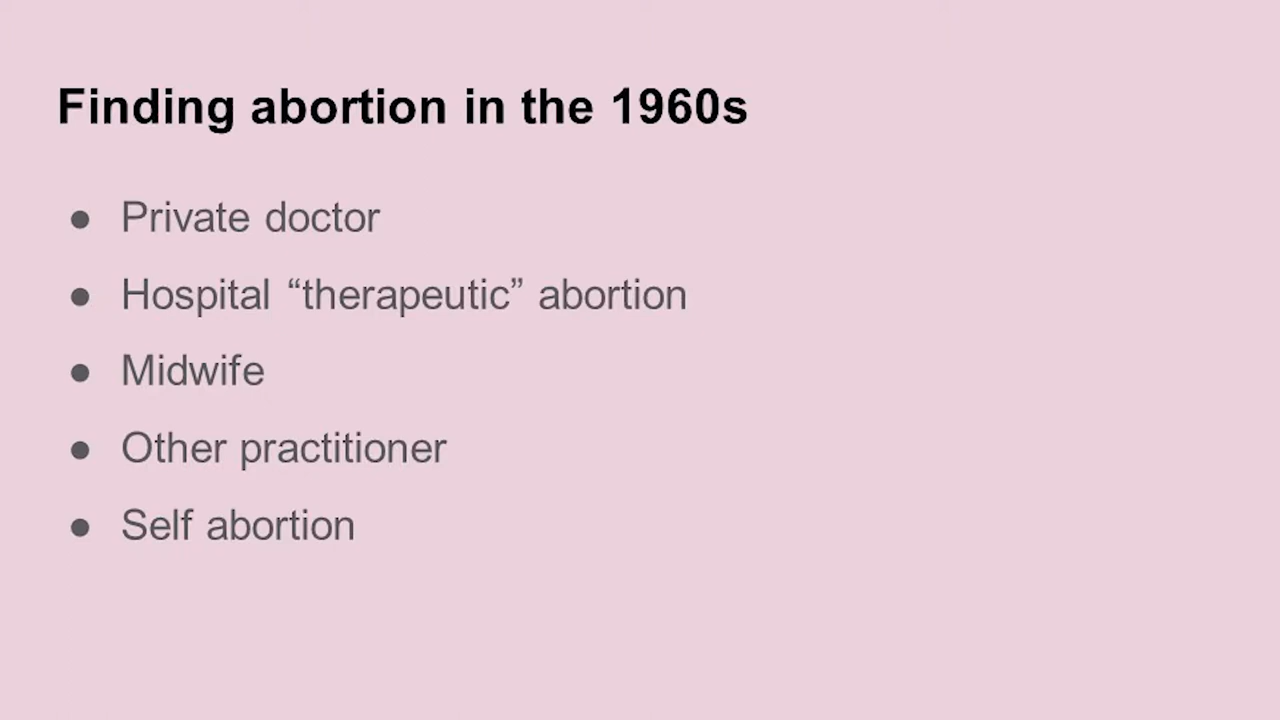 Finding abortion in the 1960s
● Private doctor
● Hospital “therapeutic” abortion
● Midwife
● Other practitioner
● Self abortion